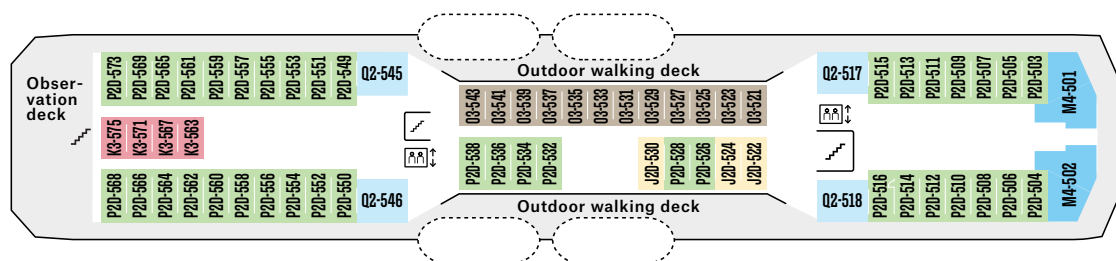 Obser-
vation
deck
P2D-573
P2D-569
P2D-565
P2D-561
P2D-559
P2D-557
P2D-555
P2D-553
P2D-551
P2D-549
Q2-545
K3-575
K3-571
K3-567
K3-563
P2D-568
P2D-566
P2D-564
P2D-562
P2D-560
P2D-558
P2D-556
P2D-554
P2D-552
P2D-550
Q2-546
Outdoor walking deck
O3-543
O3-541
O3-539
O3-537
O3-535
O3-533
O3-531
O3-529
O3-527
O3-525
O3-523
O3-521
P2D-538
P2D-536
P2D-534
P2D-532
J2D-530
P2D-528
P2D-526
J2D-524
J2D-522
Outdoor walking deck
Q2-517
P2D-515
P2D-513
P2D-511
P2D-509
P2D-507
P2D-505
P2D-503
M4-501
Q2-518
P2D-516
P2D-514
P2D-512
P2D-510
P2D-508
P2D-506
P2D-504
M4-502